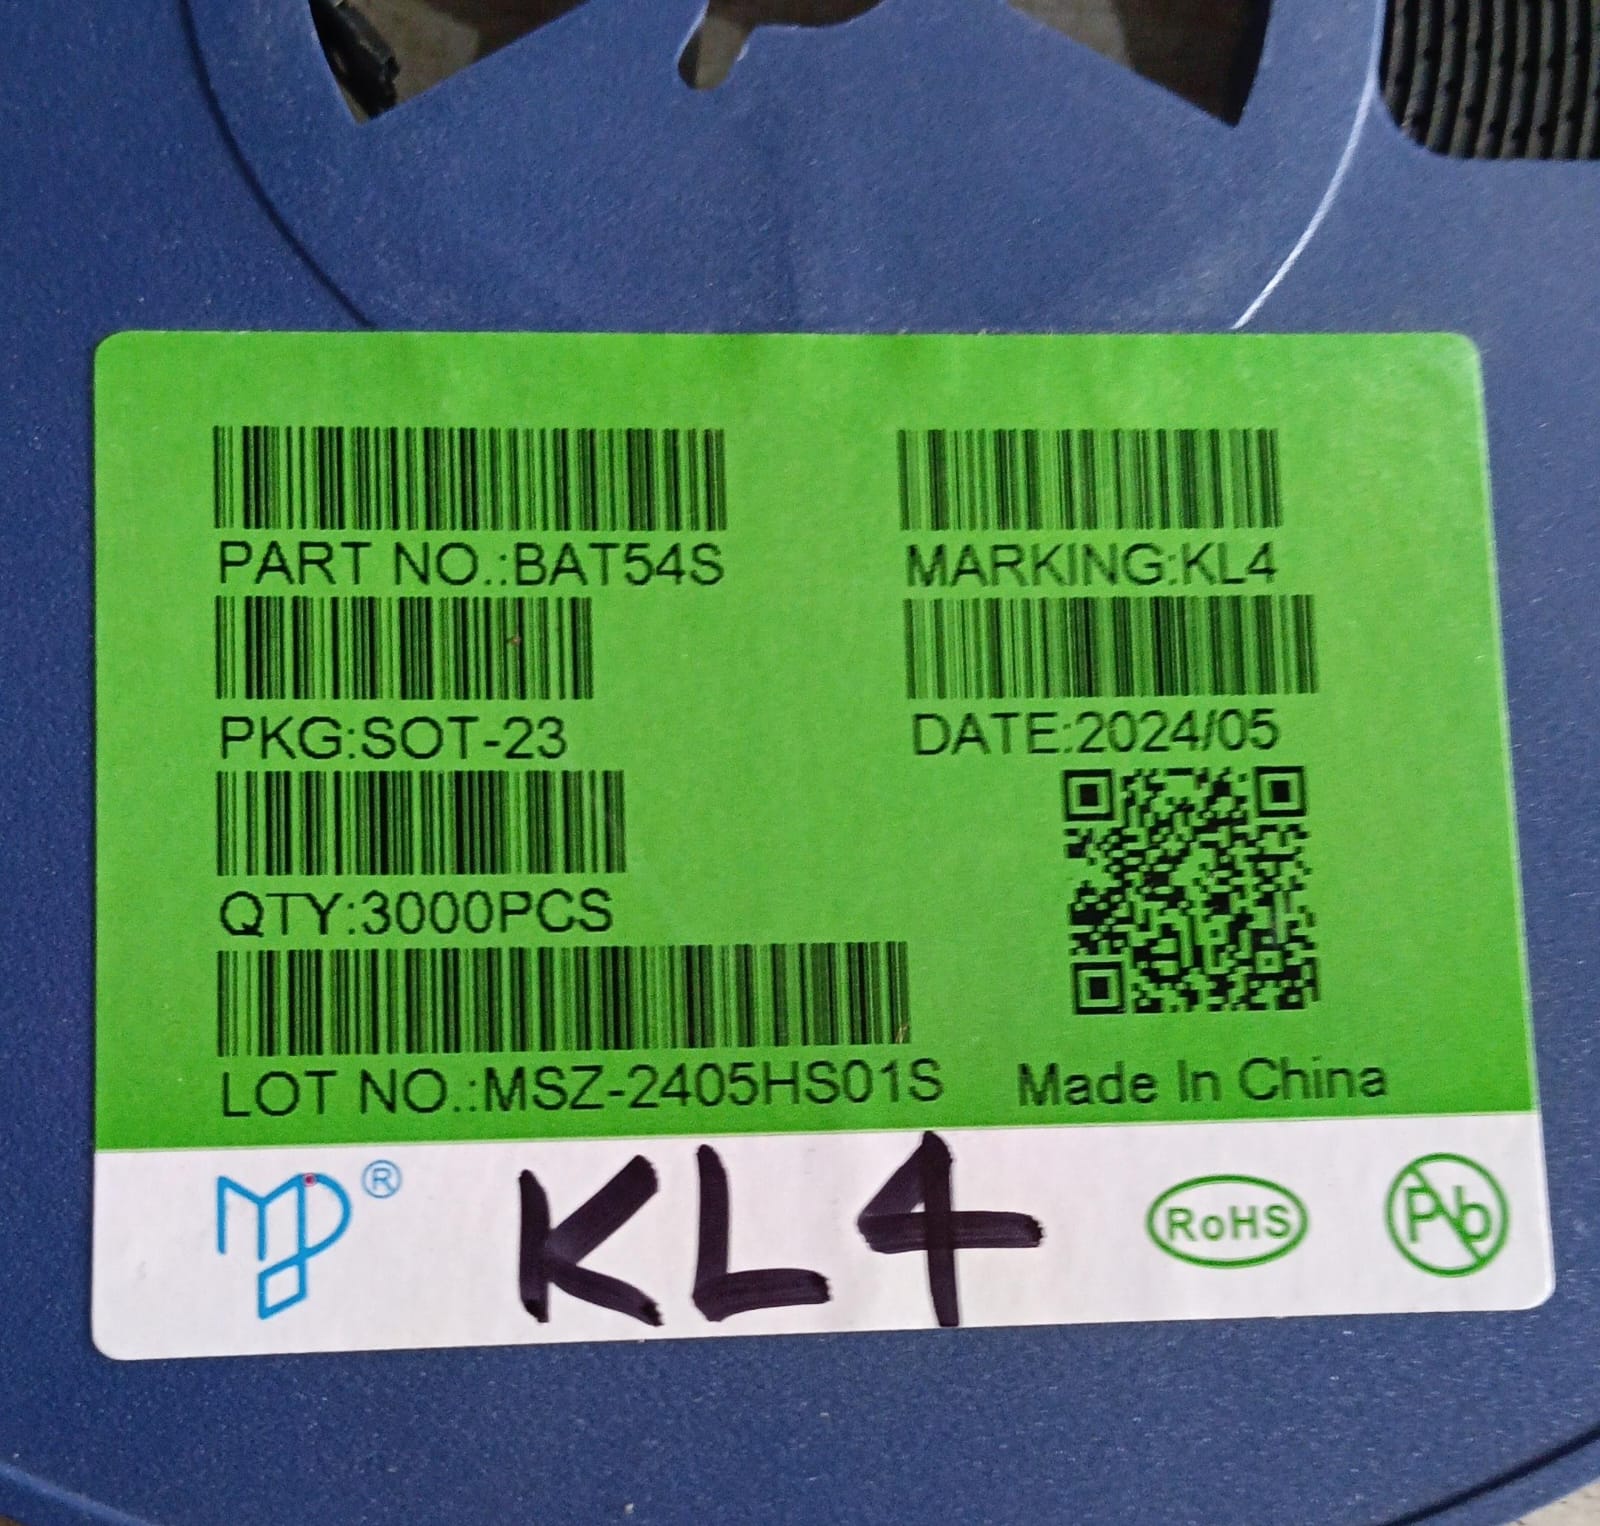 PART NO.:BAT54S
MARKING:KL4
PKG:SOT-23
DATE:2024/05
QTY:3000PCS
LOT NO.:MSZ-2405HS01S
Made In China
®
KL4
RoHS
Pb